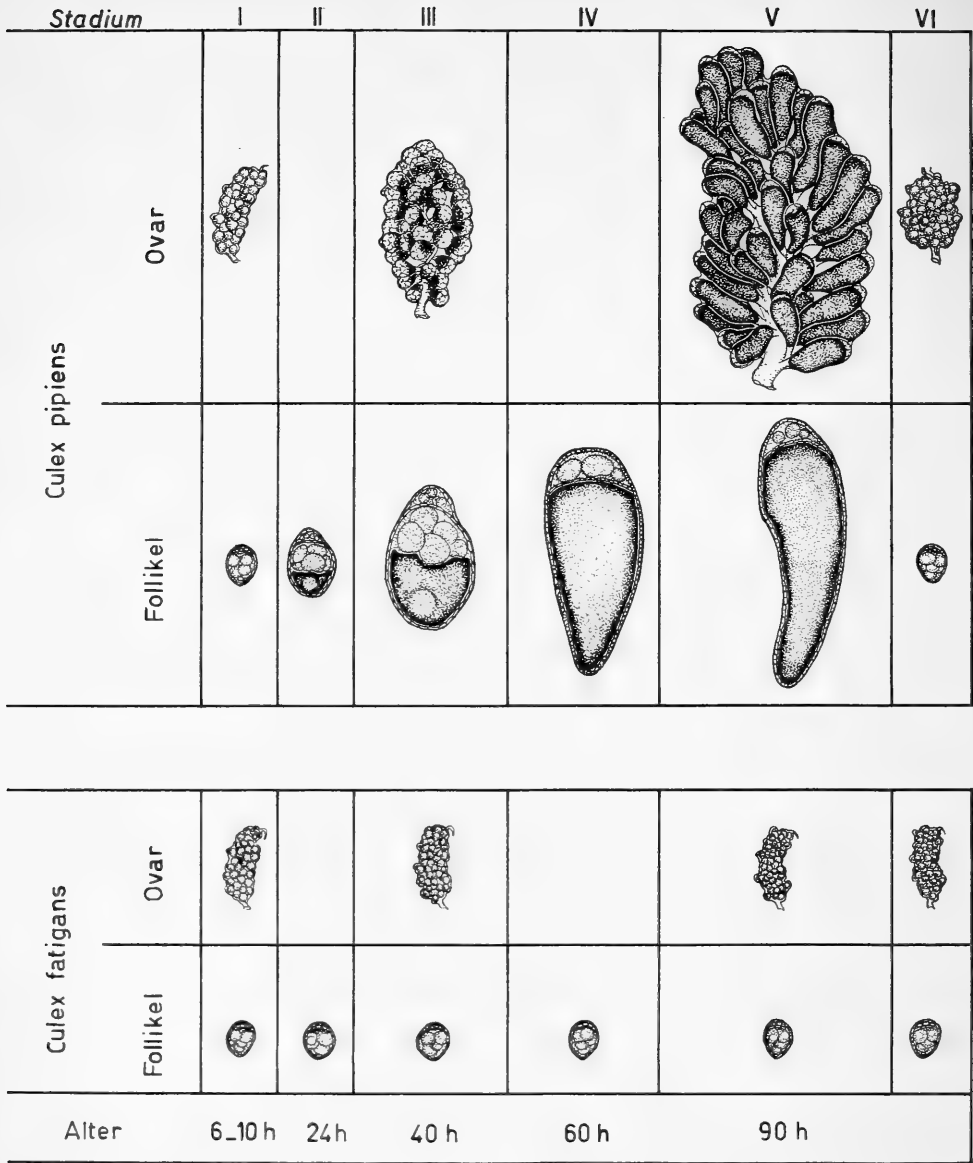 Stadium I II III IV V VI
Culex pipiens
Ovar
Follikel
Culex fatigans
Ovar
Follikel
Alter 6-10 h 24h 40 h 60 h 90 h